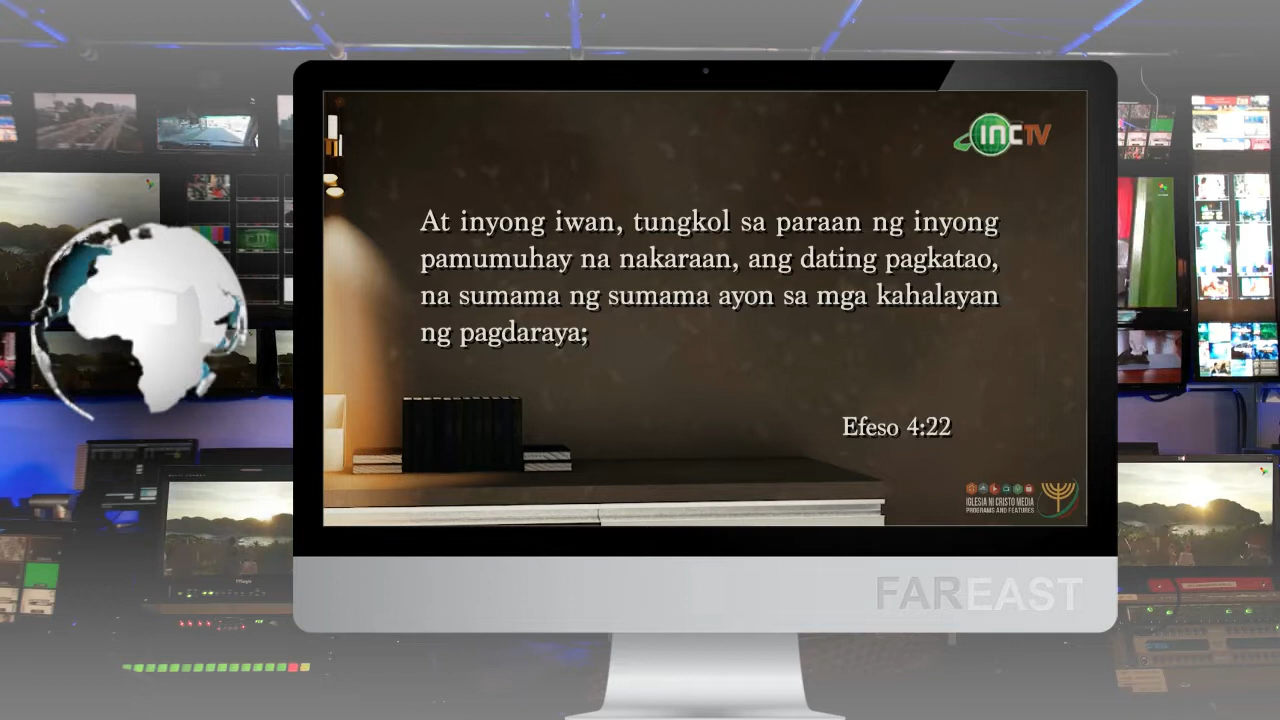 INCTV
At inyong iwan, tungkol sa paraan ng inyong
pamumuhay na nakaraan, ang dating pagkatao,
na sumama ng sumama ayon sa mga kahalayan
ng pagdaraya;
Efeso 4:22
IGLESIA NI CRISTO MEDIA
PROGRAMS AND FEATURES
FAREAST